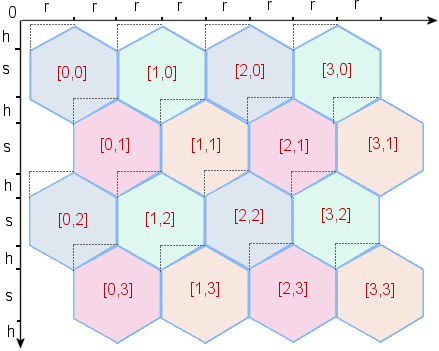 0 r r r r r r r r
h
s
[0,0] [1,0] [2,0] [3,0]
h
s
[0,1] [1,1] [2,1] [3,1]
h
s
[0,2] [1,2] [2,2] [3,2]
h
s
[0,3] [1,3] [2,3] [3,3]
h